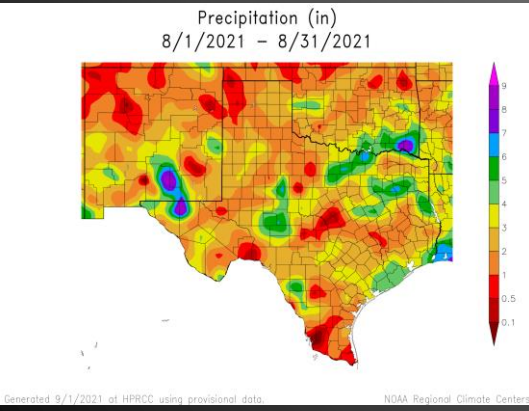 Precipitation (in)
8/1/2021 – 8/31/2021
9
8
7
6
5
4
3
2
1
0.5
0.1
Generated 9/1/2021 at HPRCC using provisional data.
NOAA Regional Climate Centers